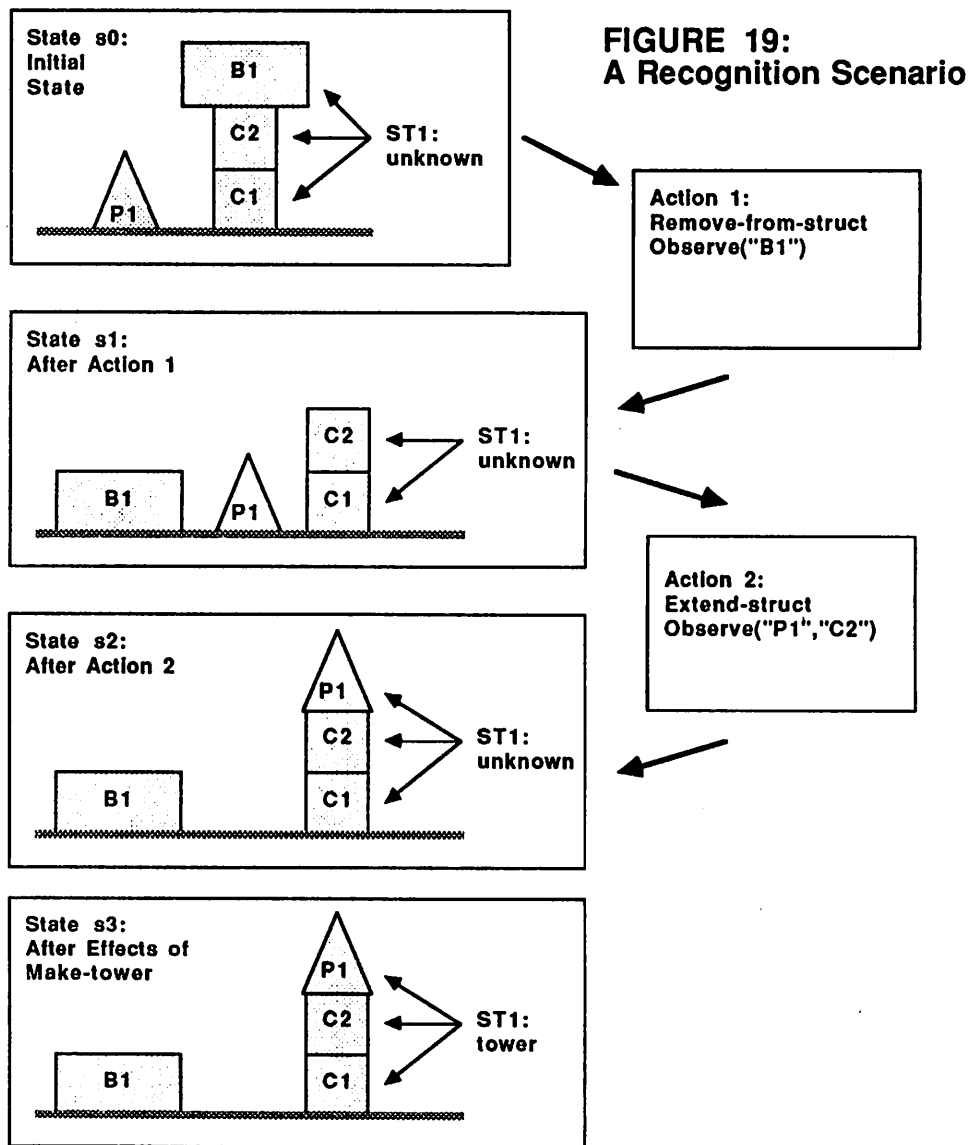 FIGURE 19:
A Recognition Scenario
State s0:
Initial
State
B1
C2
C1
P1
ST1:
unknown
Action 1:
Remove-from-struct
Observe("B1")
State s1:
After Action 1
C2
C1
B1
P1
ST1:
unknown
Action 2:
Extend-struct
Observe("P1","C2")
State s2:
After Action 2
P1
C2
C1
B1
ST1:
unknown
State s3:
After Effects of
Make-tower
P1
C2
C1
B1
ST1:
tower